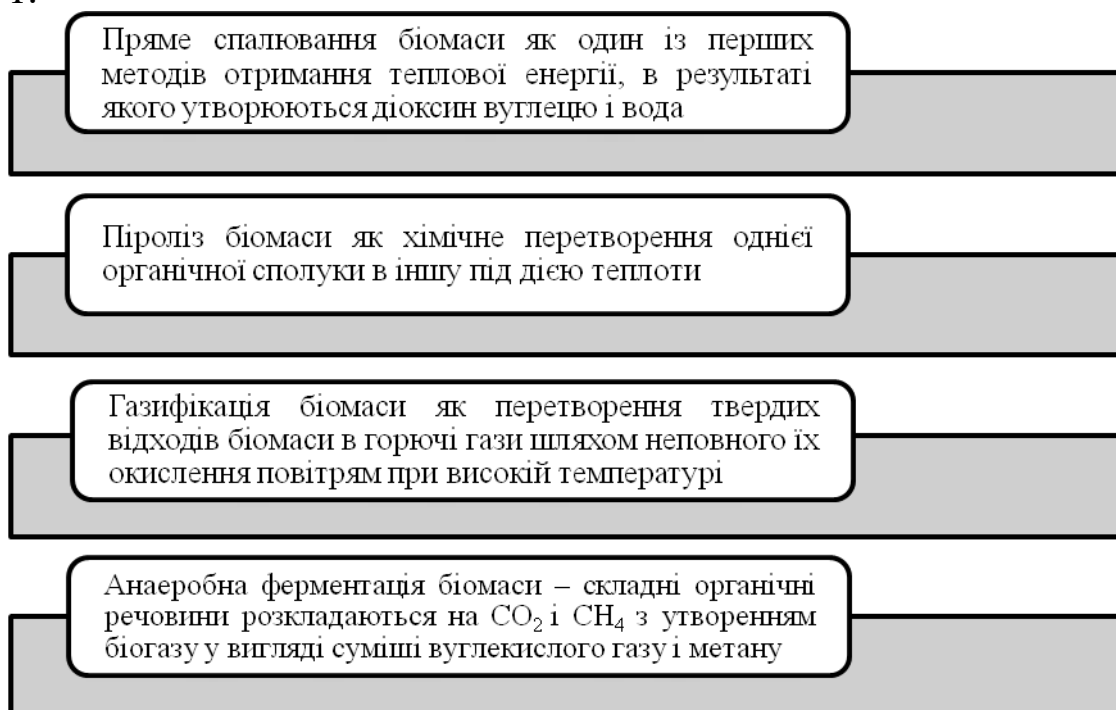 Пряме спалювання біомаси як один із перших
методів отримання теплової енергії, в результаті
якого утворюються діоксин вуглецю і вода
Піроліз біомаси як хімічне перетворення однієї
органічної сполуки в іншу під дією теплоти
Газифікація біомаси як перетворення твердих
відходів біомаси в горючі гази шляхом неповного їх
окислення повітрям при високій температурі
Анаеробна ферментація біомаси – складні органічні
речовини розкладаються на CO₂ і CH₄ з утворенням
біогазу у вигляді суміші вуглекислого газу і метану